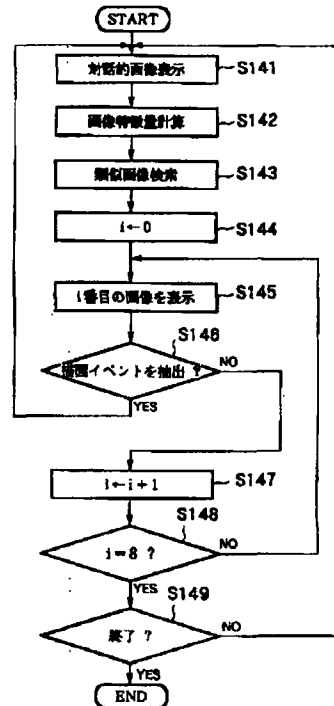 START
対話的画像表示 S141
画像特徴量計算 S142
類似画像検索 S143
i←0 S144
i番目の画像を表示 S145
S146
描画イベントを抽出 ? NO
YES
i←i+1 S147
S148
i=8 ? NO
YES
S149
終了 ? NO
YES
END